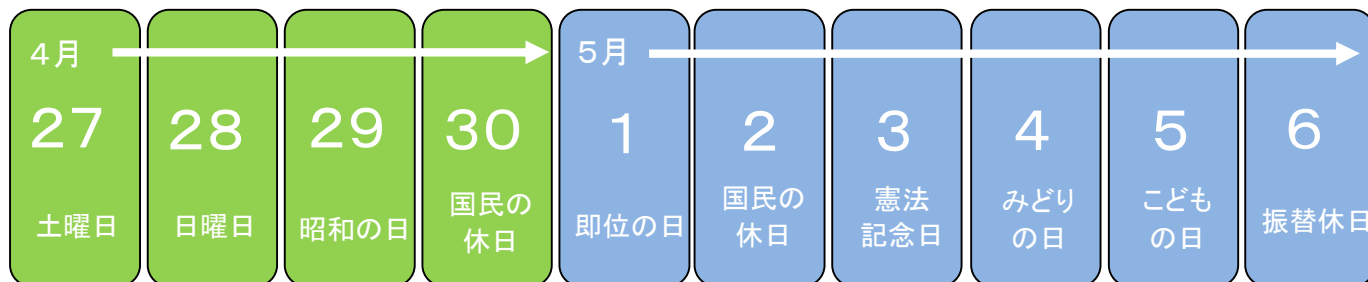 4月
27
土曜日
28
日曜日
29
昭和の日
30
国民の
休日
5月
1
即位の日
2
国民の
休日
3
憲法
記念日
4
みどり
の日
5
こども
の日
6
振替休日